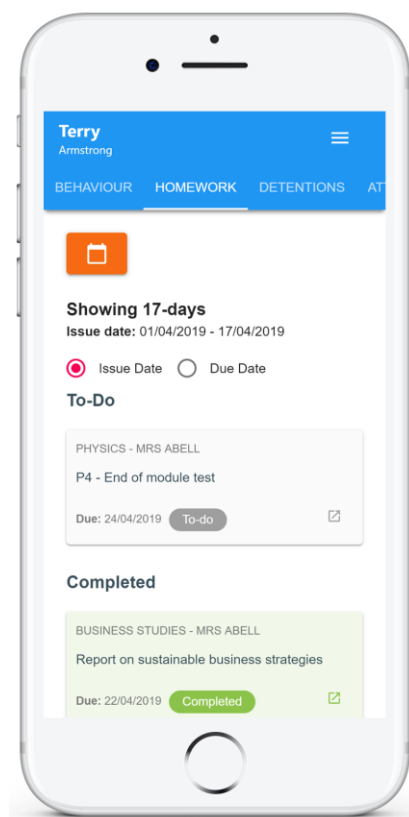 Terry
Armstrong
BEHAVIOUR HOMEWORK DETENTIONS
Showing 17-days
Issue date: 01/04/2019 - 17/04/2019
Issue Date Due Date
To-Do
PHYSICS - MRS ABELL
P4 - End of module test
Due: 24/04/2019 To-do
Completed
BUSINESS STUDIES - MRS ABELL
Report on sustainable business strategies
Due: 22/04/2019 Completed